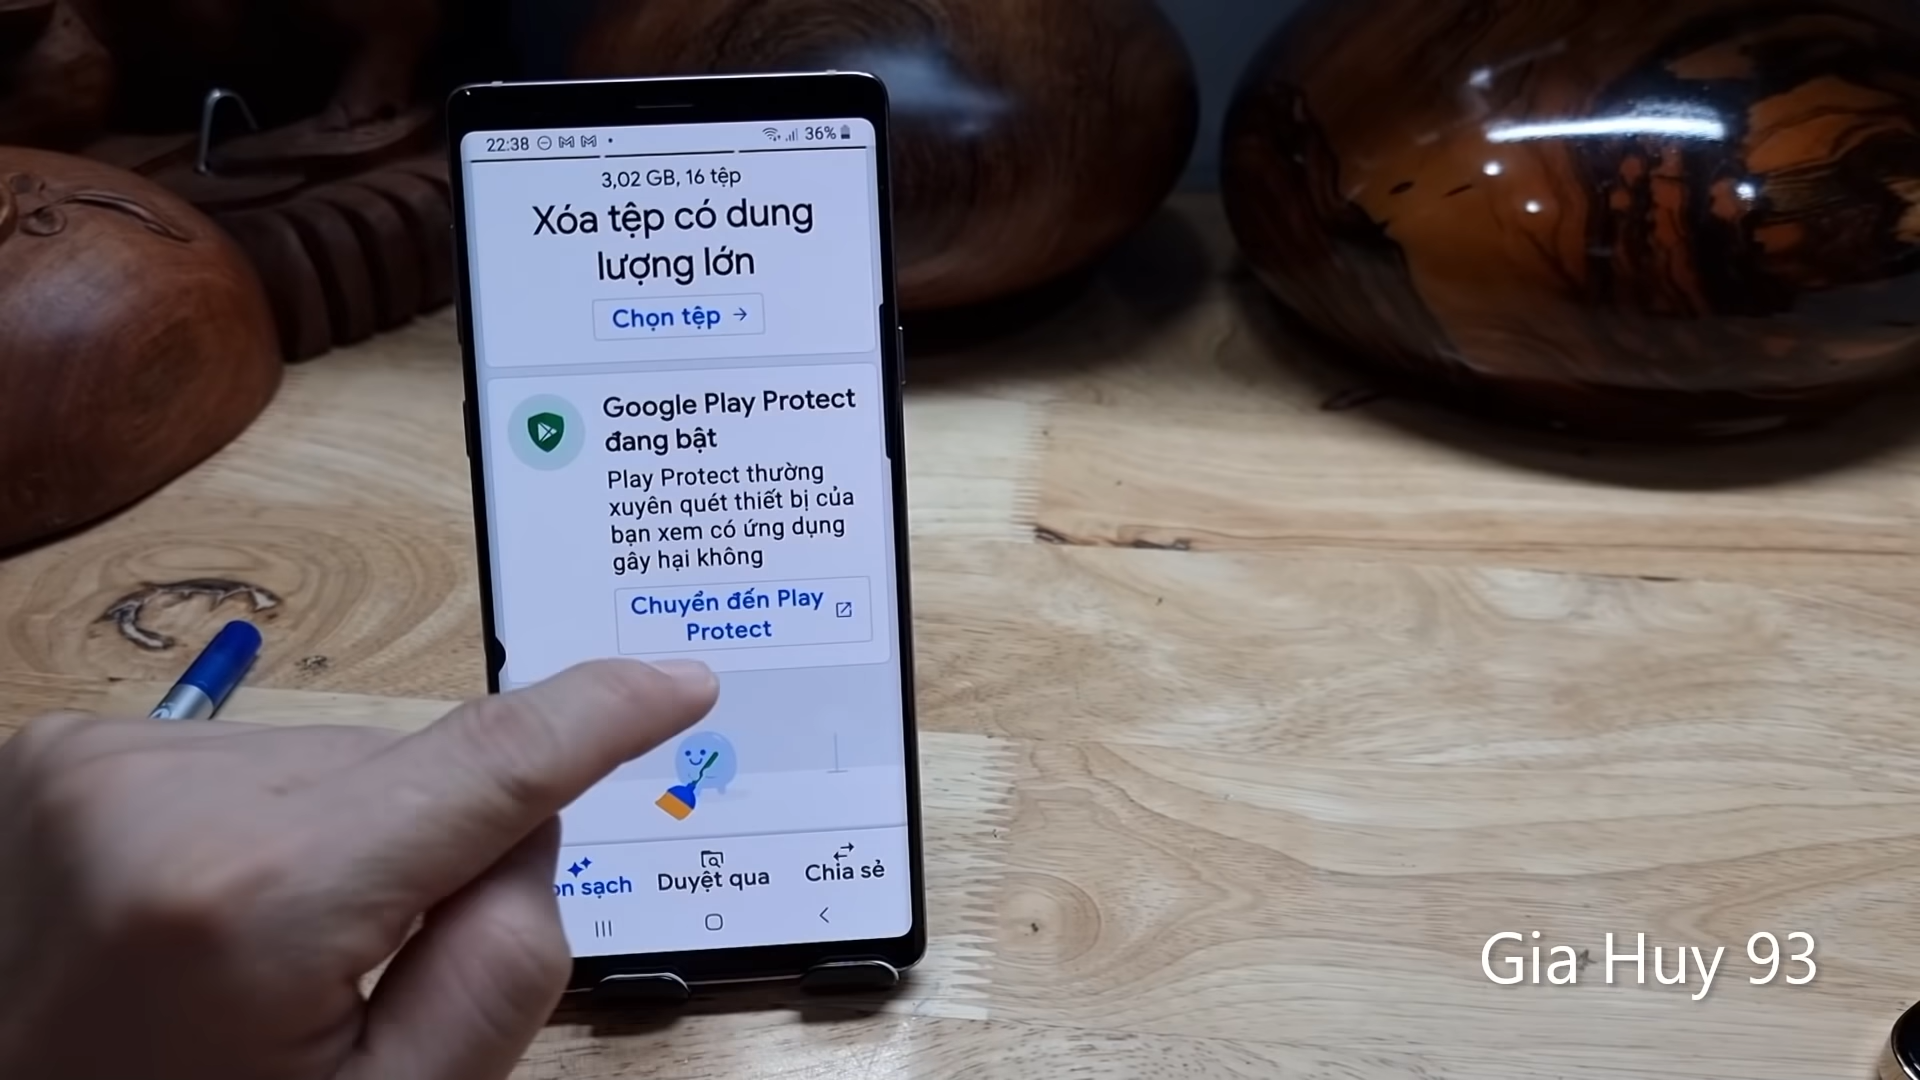 22:38
36%
3,02 GB, 16 tệp
Xóa tệp có dung
lượng lớn
Chọn tệp
Google Play Protect
đang bật
Play Protect thường
xuyên quét thiết bị của
bạn xem có ứng dụng
gây hại không
Chuyển đến Play
Protect
sạch
Duyệt qua
Chia sẻ
Gia Huy 93